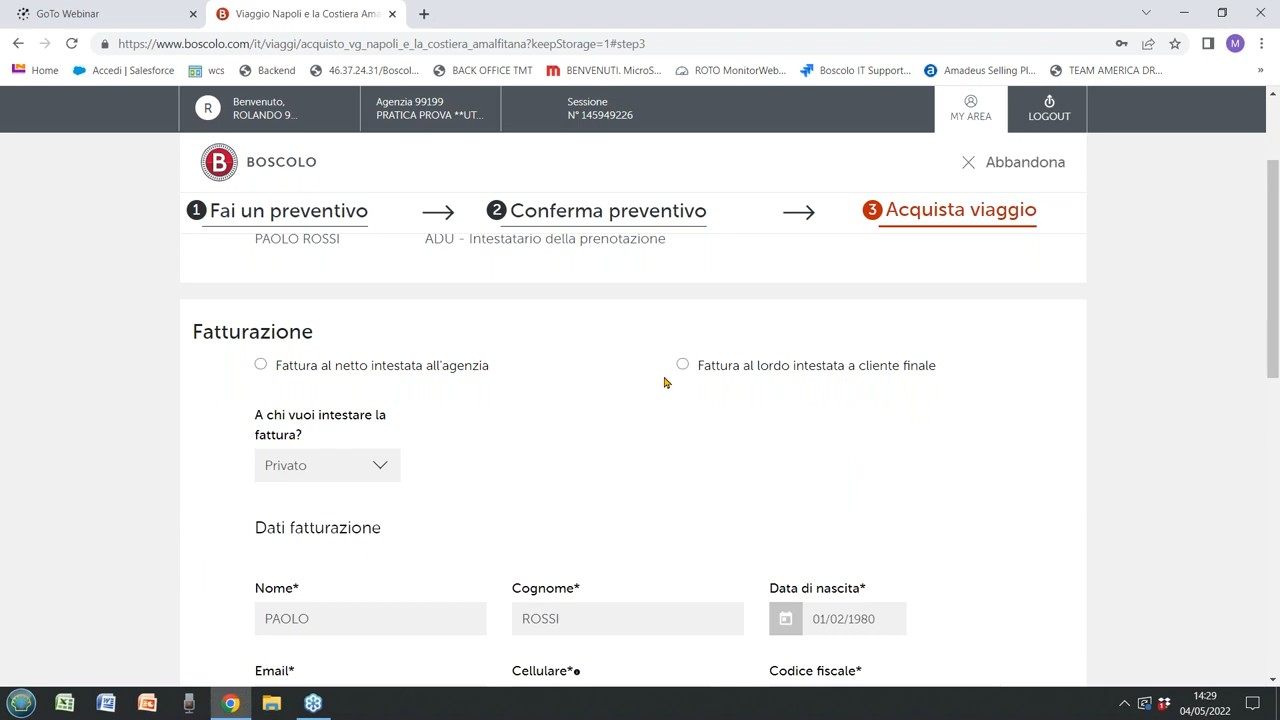 GoTo Webinar
Viaggio Napoli e la Costiera Ama
https://www.boscolo.com/it/viaggi/acquisto_vg_napoli_e_la_costiera_amalfitana?keepStorage=1#step3
M
Home
Accedi | Salesforce
wcs
Backend
46.37.24.31/Boscol...
BACK OFFICE TMT
BENVENUTI. MicroS...
ROTO MonitorWeb...
Boscolo IT Support...
Amadeus Selling Pl...
TEAM AMERICA DR...
R
Benvenuto,
ROLANDO 9...
Agenzia 99199
PRATICA PROVA **UT...
Sessione
N° 145949226
MY AREA
LOGOUT
B BOSCOLO
Abbandona
1 Fai un preventivo
2 Conferma preventivo
3 Acquista viaggio
PAOLO ROSSI
ADU - Intestatario della prenotazione
Fatturazione
Fattura al netto intestata all'agenzia
Fattura al lordo intestata a cliente finale
A chi vuoi intestare la
fattura?
Privato
Dati fatturazione
Nome*
Cognome*
Data di nascita*
PAOLO
ROSSI
01/02/1980
Email*
Cellulare*
Codice fiscale*
14:29
04/05/2022